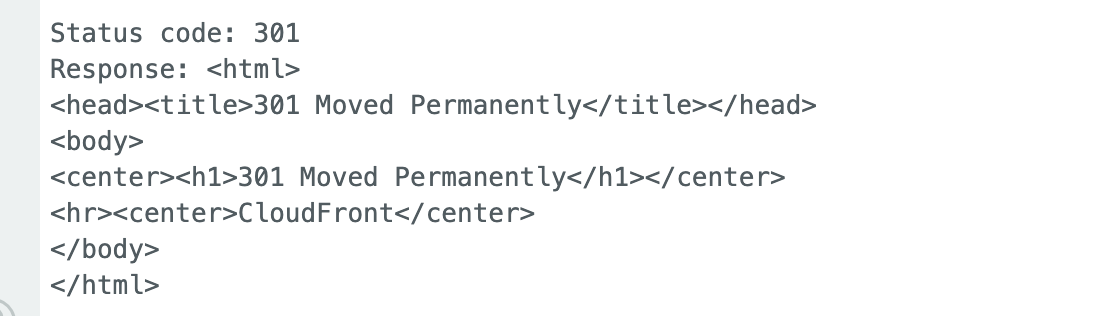 Status code: 301
Response: <html>
<head><title>301 Moved Permanently</title></head>
<body>
<center><h1>301 Moved Permanently</h1></center>
<hr><center>CloudFront</center>
</body>
</html>